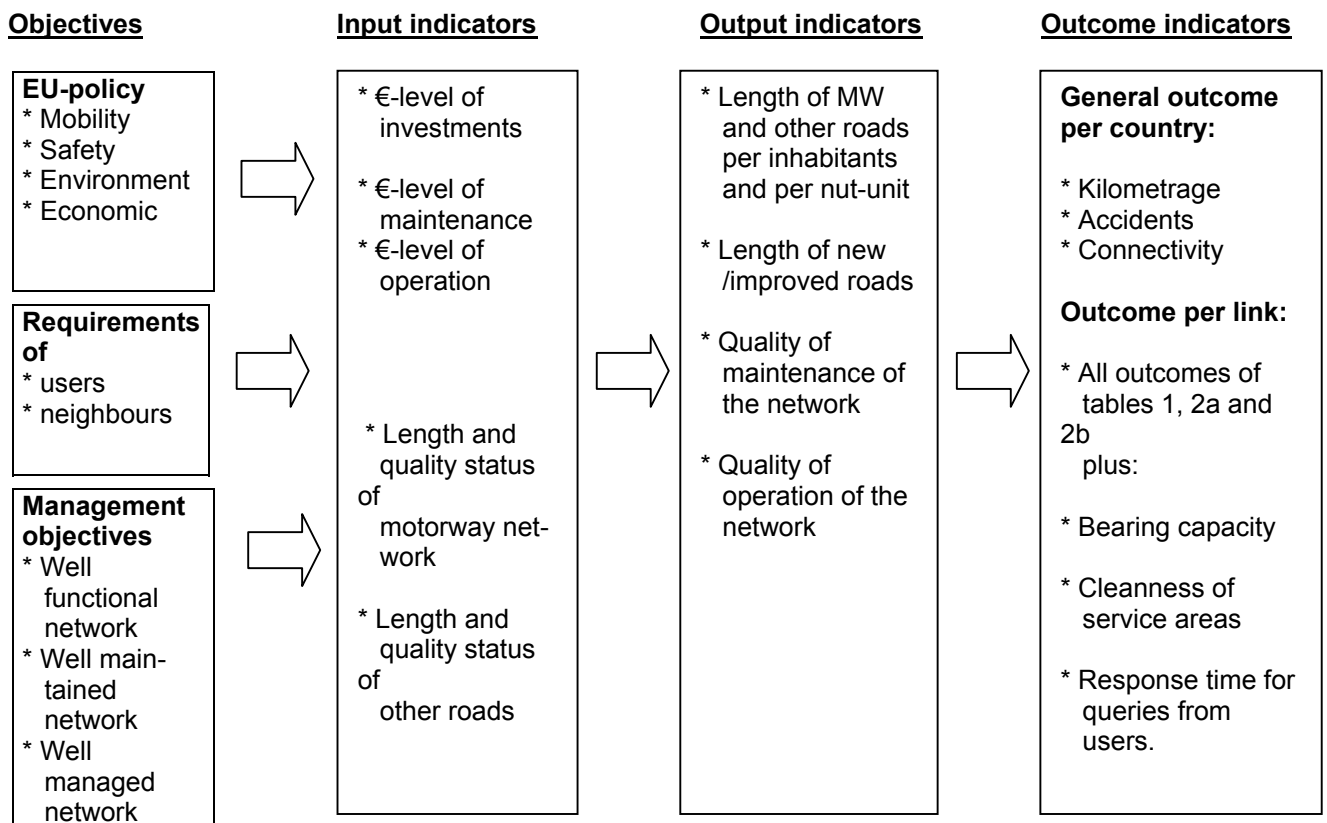 Objectives
Input indicators
Output indicators
Outcome indicators
EU-policy
* Mobility
* Safety
* Environment
* Economic
Requirements
of
* users
* neighbours
Management
objectives
* Well
functional
network
* Well main-
tained
network
* Well
managed
network
* €-level of
investments
* €-level of
maintenance
* €-level of
operation
* Length and
quality status
of
motorway net-
work
* Length and
quality status
of
other roads
* Length of MW
and other roads
per inhabitants
and per nut-unit
* Length of new
/improved roads
* Quality of
maintenance of
the network
* Quality of
operation of the
network
General outcome
per country:
* Kilometrage
* Accidents
* Connectivity
Outcome per link:
* All outcomes of
tables 1, 2a and
2b
plus:
* Bearing capacity
* Cleanness of
service areas
* Response time for
queries from
users.